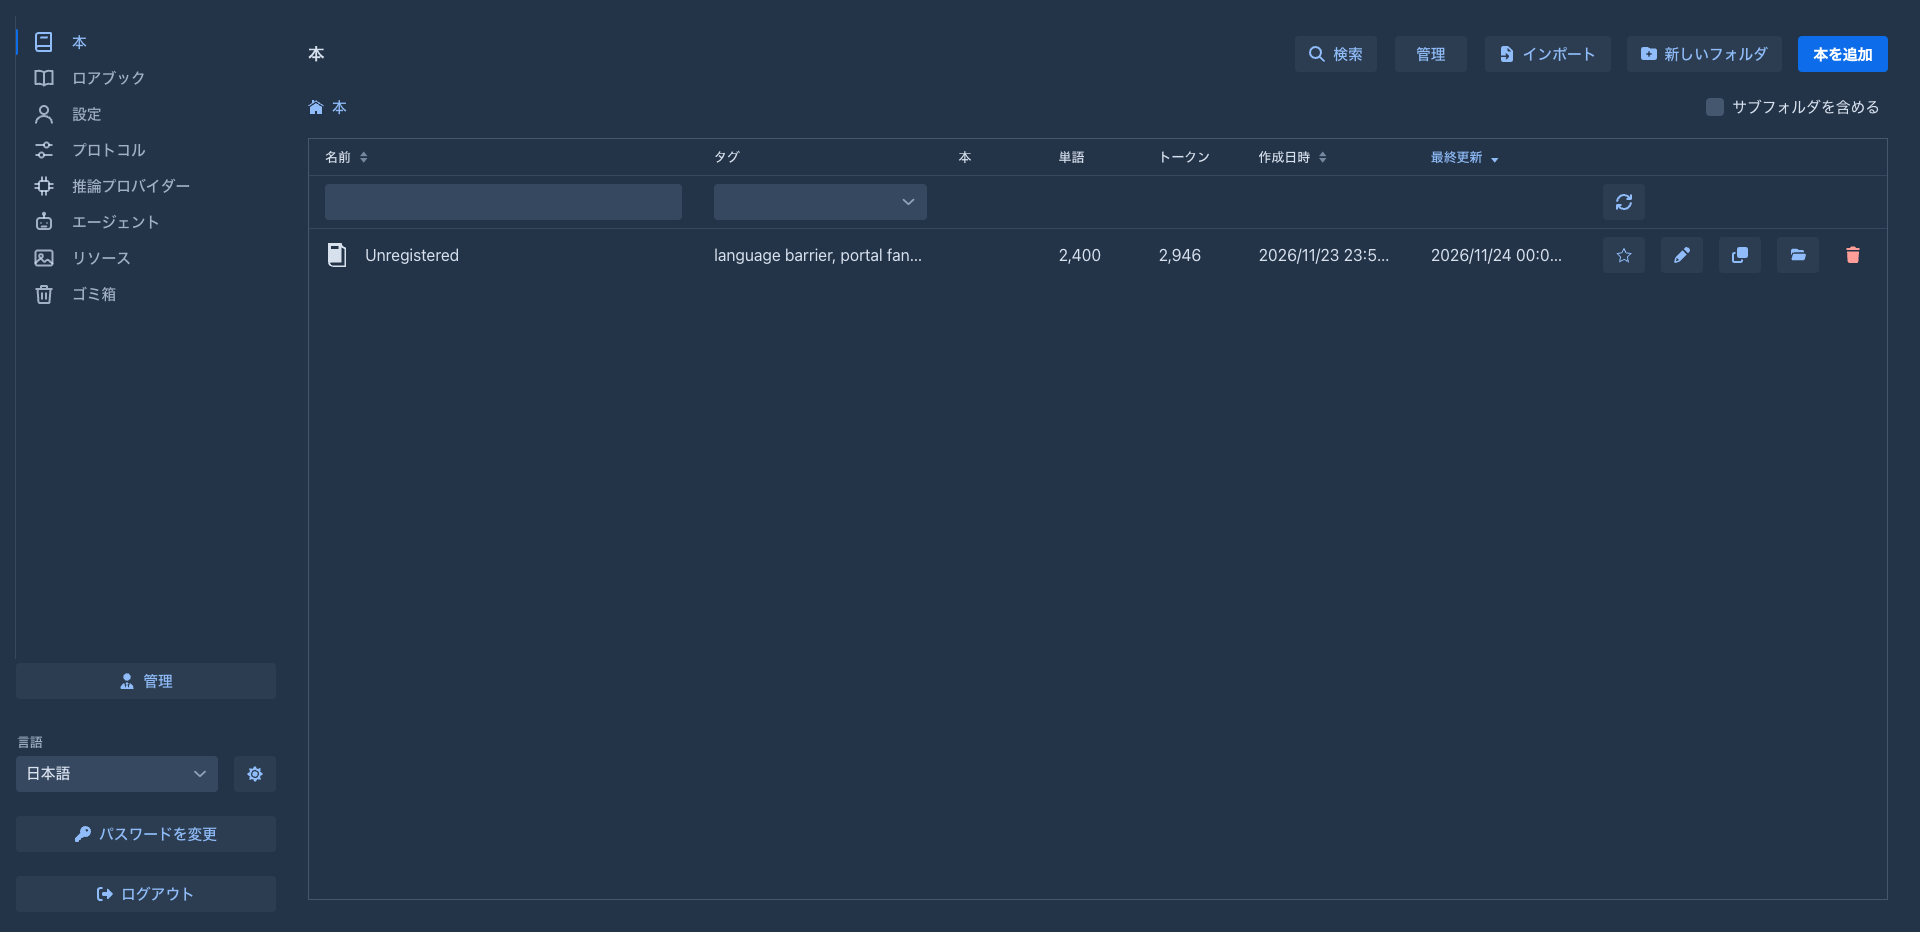 本
ロアブック
設定
プロトコル
推論プロバイダー
エージェント
リソース
ゴミ箱
管理
言語
日本語
パスワードを変更
ログアウト
本
検索
管理
インポート
新しいフォルダ
本を追加
本
サブフォルダを含める
名前 タグ 本 単語 トークン 作成日時 最終更新
Unregistered language barrier, portal fan... 2,400 2,946 2026/11/23 23:5... 2026/11/24 00:0...